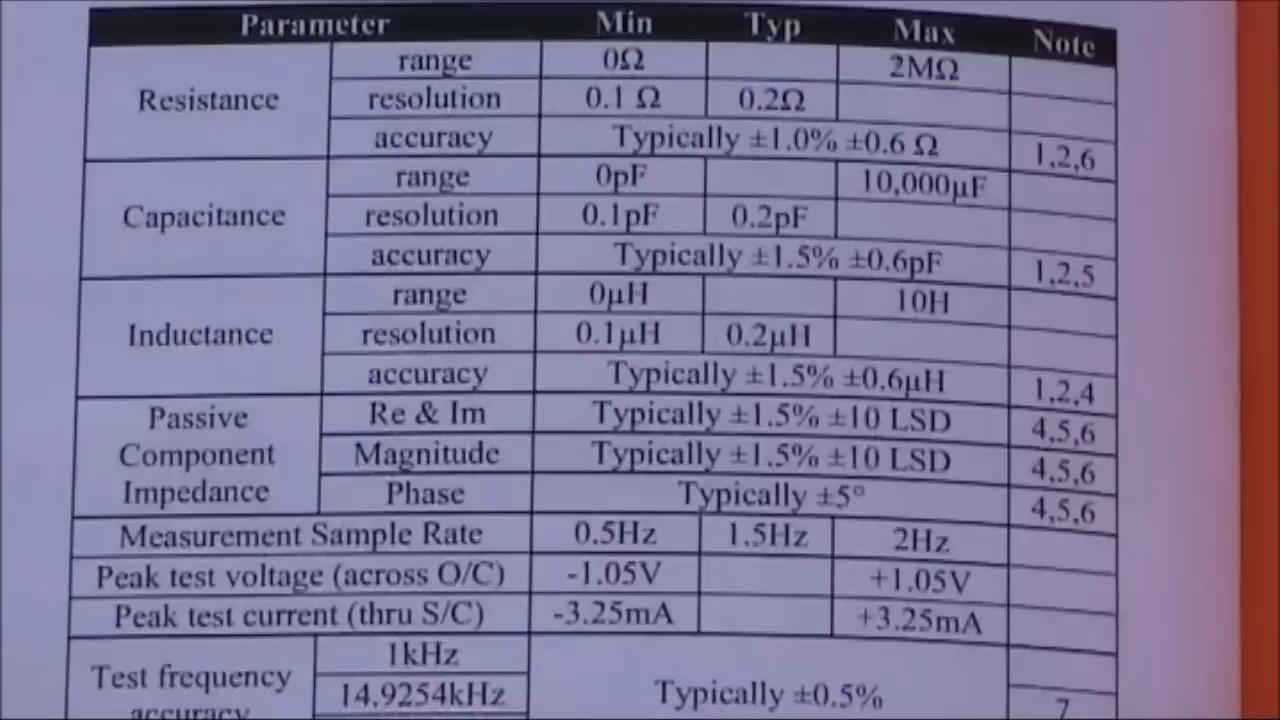 Parameter Min Typ Max Note
Resistance range 0Ω 2MΩ
resolution 0.1 Ω 0.2Ω
accuracy Typically ±1.0% ±0.6 Ω 1,2,6
Capacitance range 0pF 10,000µF
resolution 0.1pF 0.2pF
accuracy Typically ±1.5% ±0.6pF 1,2,5
Inductance range 0µH 10H
resolution 0.1µH 0.2µH
accuracy Typically ±1.5% ±0.6µH 1,2,4
Passive Re & Im Typically ±1.5% ±10 LSD 4,5,6
Component Magnitude Typically ±1.5% ±10 LSD 4,5,6
Impedance Phase Typically ±5° 4,5,6
Measurement Sample Rate 0.5Hz 1.5Hz 2Hz
Peak test voltage (across O/C) -1.05V +1.05V
Peak test current (thru S/C) -3.25mA +3.25mA
1kHz
Test frequency 14.9254kHz Typically ±0.5% 7
accuracy